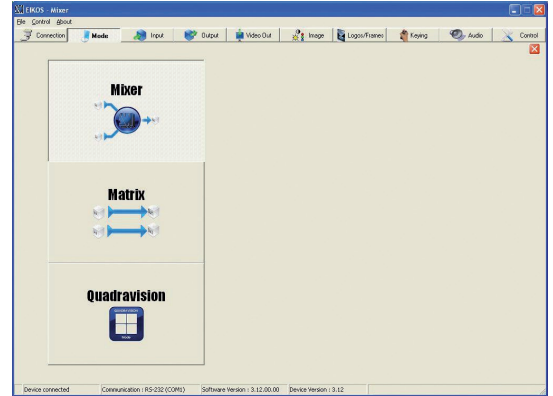 EIKOS - Mixer
File Control About
Connection Mode Input Output Video Out Image Logos/Frames Keying Audio Control
Mixer
Matrix
Quadravision
Device connected Communication : RS-232 (COM1) Software Version : 3.12.00.00 Device Version : 3.12